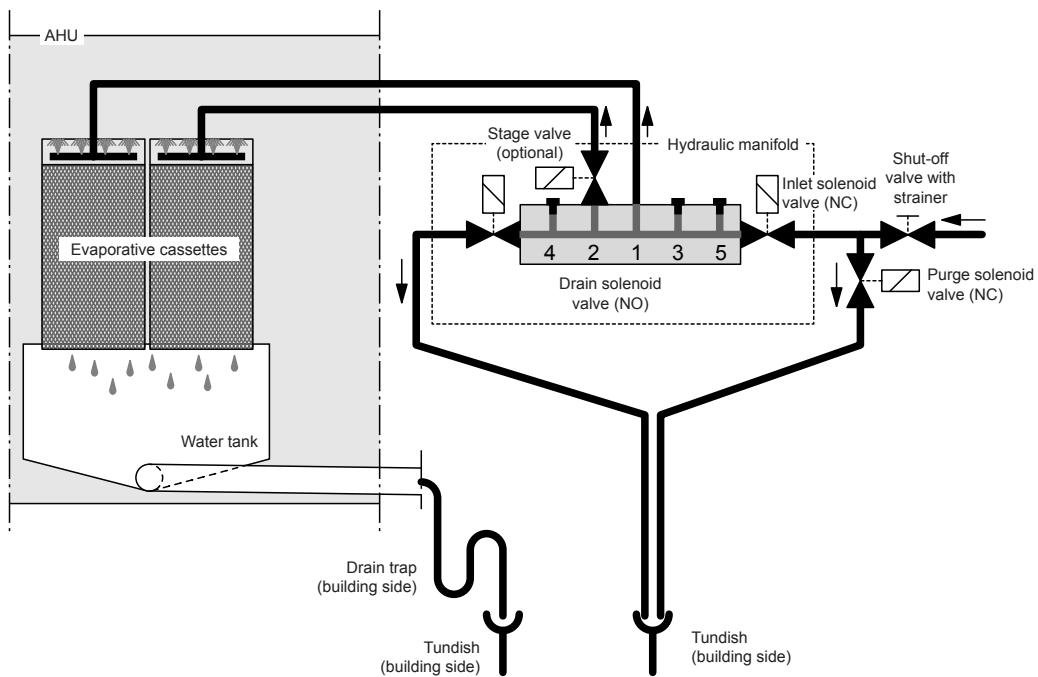 AHU
Stage valve
(optional)
Hydraulic manifold
Shut-off
valve with
strainer
Inlet solenoid
valve (NC)
Evaporative cassettes
4 2 1 3 5
Drain solenoid
valve (NO)
Purge solenoid
valve (NC)
Water tank
Drain trap
(building side)
Tundish
(building side)
Tundish
(building side)